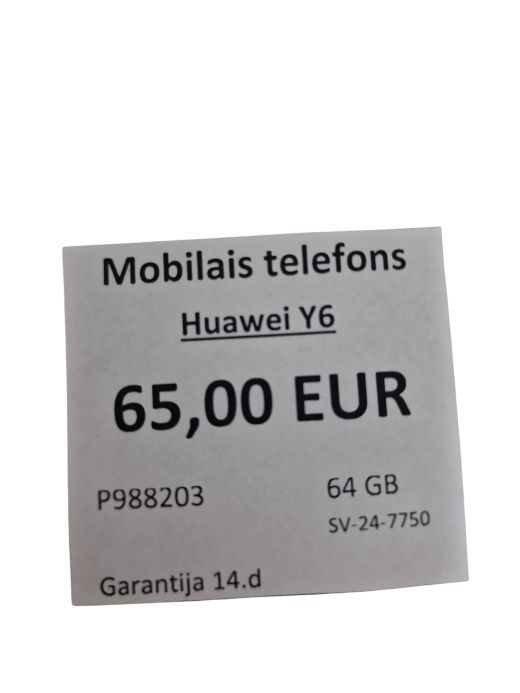 Mobilais telefons
Huawei Y6
65,00 EUR
P988203
64 GB
SV-24-7750
Garantija 14.d